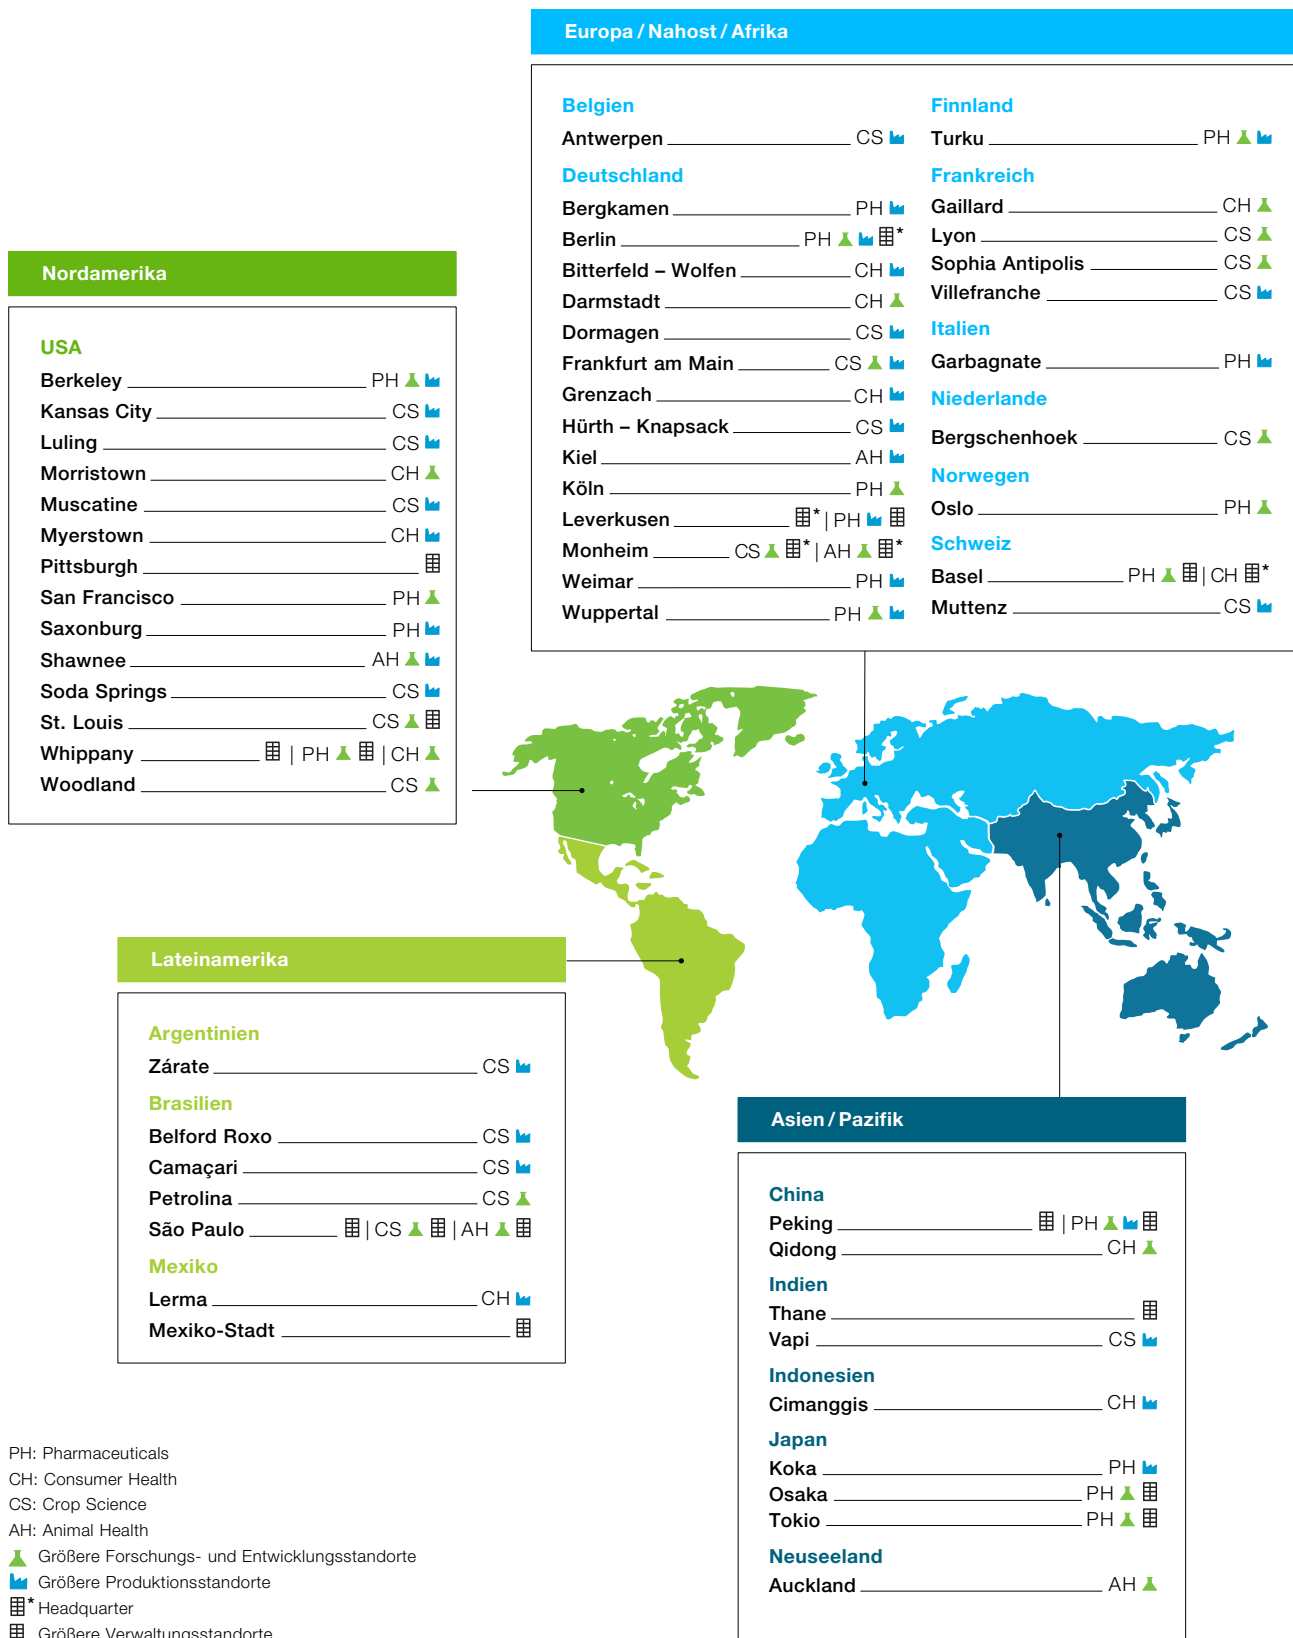 Europa / Nahost / Afrika
Belgien
Antwerpen CS
Deutschland
Bergkamen PH
Berlin PH *
Bitterfeld – Wolfen CH
Darmstadt CH
Dormagen CS
Frankfurt am Main CS
Grenzach CH
Hürth – Knapsack CS
Kiel AH
Köln PH
Leverkusen * | PH
Monheim CS * | AH *
Weimar PH
Wuppertal PH
Finnland
Turku PH
Frankreich
Gaillard CH
Lyon CS
Sophia Antipolis CS
Villefranche CS
Italien
Garbagnate PH
Niederlande
Bergschenhoek CS
Norwegen
Oslo PH
Schweiz
Basel PH | CH *
Muttenz CS
Nordamerika
USA
Berkeley PH
Kansas City CS
Luling CS
Morristown CH
Muscatine CS
Myerstown CH
Pittsburgh
San Francisco PH
Saxonburg PH
Shawnee AH
Soda Springs CS
St. Louis CS
Whippany | PH | CH
Woodland CS
Lateinamerika
Argentinien
Zárate CS
Brasilien
Belford Roxo CS
Camaçari CS
Petrolina CS
São Paulo | CS | AH
Mexiko
Lerma CH
Mexiko-Stadt
Asien / Pazifik
China
Peking | PH
Qidong CH
Indien
Thane
Vapi CS
Indonesien
Cimanggis CH
Japan
Koka PH
Osaka PH
Tokio PH
Neuseeland
Auckland AH
PH: Pharmaceuticals
CH: Consumer Health
CS: Crop Science
AH: Animal Health
Größere Forschungs- und Entwicklungsstandorte
Größere Produktionsstandorte
* Headquarter
Größere Verwaltungsstandorte